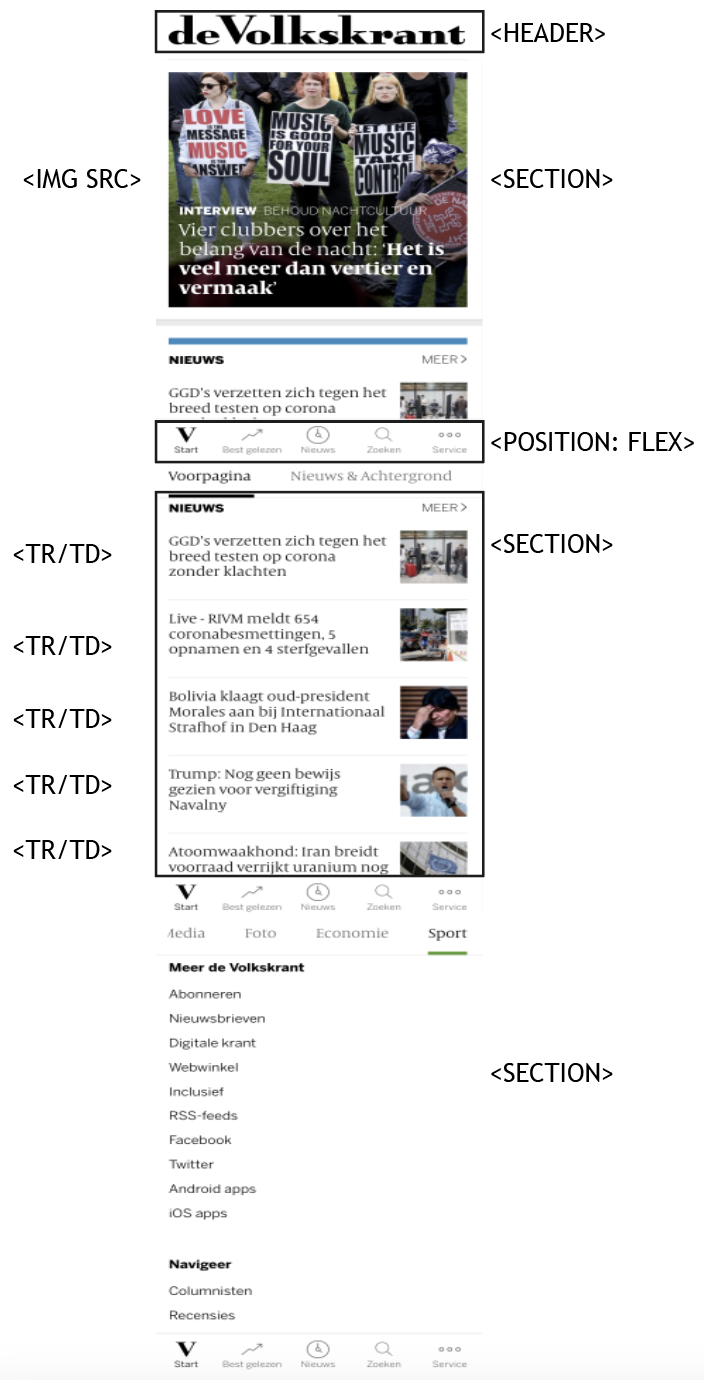 deVolkskrant
<HEADER>
LOVE
IS THE
MESSAGE
MUSIC
IS THE
ANSWER
MUSIC
IS GOOD
FOR YOUR
SOUL
LET THE
MUSIC
TAKE
CONTROL
<IMG SRC>
<SECTION>
INTERVIEW BEHOUD NACHTCULTUUR
Vier clubbers over het
belang van de nacht: ‘Het is
veel meer dan vertier en
vermaak’
NIEUWS
MEER>
GGD's verzetten zich tegen het
breed testen op corona
V
Start
Best gelezen
Nieuws
Zoeken
Service
<POSITION: FLEX>
Voorpagina
Nieuws & Achtergrond
NIEUWS
MEER>
<SECTION>
<TR/TD>
GGD's verzetten zich tegen het
breed testen op corona
zonder klachten
<TR/TD>
Live - RIVM meldt 654
coronabesmettingen, 5
opnamen en 4 sterfgevallen
<TR/TD>
Bolivia klaagt oud-president
Morales aan bij Internationaal
Strafhof in Den Haag
<TR/TD>
Trump: Nog geen bewijs
gezien voor vergiftiging
Navalny
<TR/TD>
Atoomwaakhond: Iran breidt
voorraad verrijkt uranium nog
V
Start
Best gelezen
Nieuws
Zoeken
Service
Media
Foto
Economie
Sport
Meer de Volkskrant
Abonneren
Nieuwsbrieven
Digitale krant
Webwinkel
<SECTION>
Inclusief
RSS-feeds
Facebook
Twitter
Android apps
iOS apps
Navigeer
Columnisten
Recensies
V
Start
Best gelezen
Nieuws
Zoeken
Service